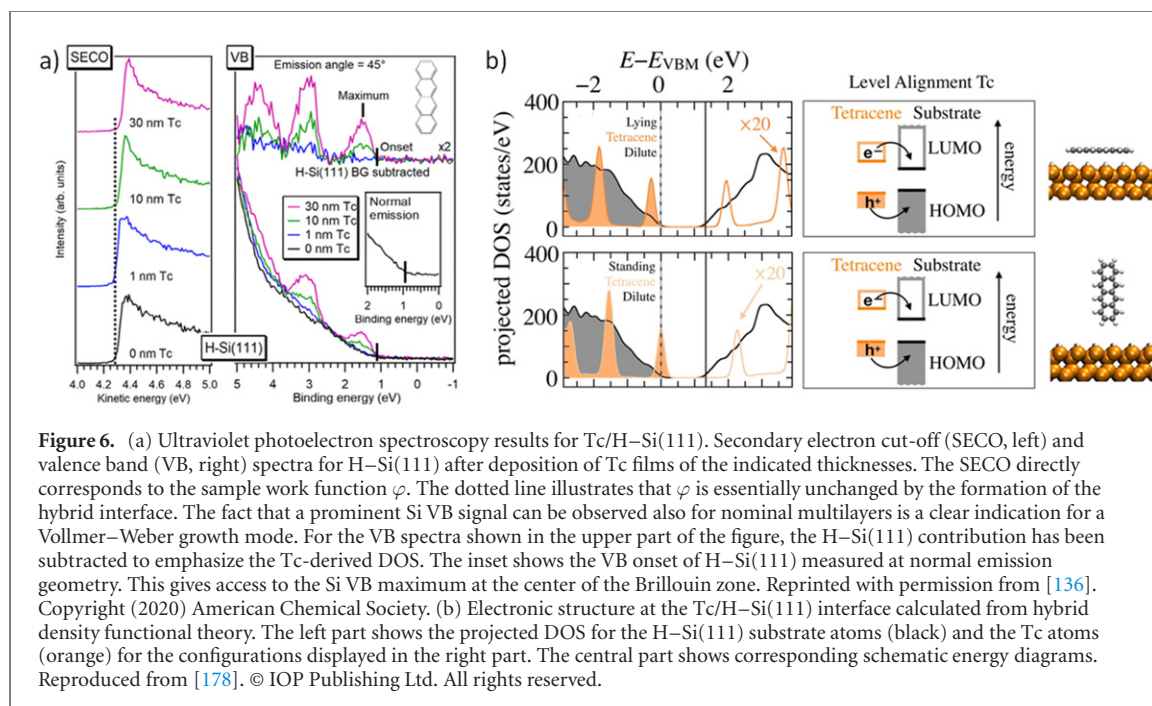 a)
SECO
VB
Emission angle = 45°
Maximum
Onset
x2
H-Si(111) BG subtracted
30 nm Tc
10 nm Tc
1 nm Tc
0 nm Tc
Intensity (arb. units)
30 nm Tc
10 nm Tc
1 nm Tc
0 nm Tc
Normal
emission
2 1 0
Binding energy (eV)
H-Si(111)
4.0 4.2 4.4 4.6 4.8 5.0
Kinetic energy (eV)
5 4 3 2 1 0 -1
Binding energy (eV)
b)
E–EVBM (eV)
−2 0 2
Level Alignment Tc
projected DOS (states/eV)
400
200
0
Lying
Tetracene
Dilute
×20
Tetracene Substrate
e−
LUMO
h+
HOMO
energy
400
200
0
Standing
Tetracene
Dilute
×20
Tetracene Substrate
e−
LUMO
h+
HOMO
energy
Figure 6. (a) Ultraviolet photoelectron spectroscopy results for Tc/H–Si(111). Secondary electron cut-off (SECO, left) and
valence band (VB, right) spectra for H–Si(111) after deposition of Tc films of the indicated thicknesses. The SECO directly
corresponds to the sample work function φ. The dotted line illustrates that φ is essentially unchanged by the formation of the
hybrid interface. The fact that a prominent Si VB signal can be observed also for nominal multilayers is a clear indication for a
Vollmer–Weber growth mode. For the VB spectra shown in the upper part of the figure, the H–Si(111) contribution has been
subtracted to emphasize the Tc-derived DOS. The inset shows the VB onset of H–Si(111) measured at normal emission
geometry. This gives access to the Si VB maximum at the center of the Brillouin zone. Reprinted with permission from [136].
Copyright (2020) American Chemical Society. (b) Electronic structure at the Tc/H–Si(111) interface calculated from hybrid
density functional theory. The left part shows the projected DOS for the H–Si(111) substrate atoms (black) and the Tc atoms
(orange) for the configurations displayed in the right part. The central part shows corresponding schematic energy diagrams.
Reproduced from [178]. © IOP Publishing Ltd. All rights reserved.